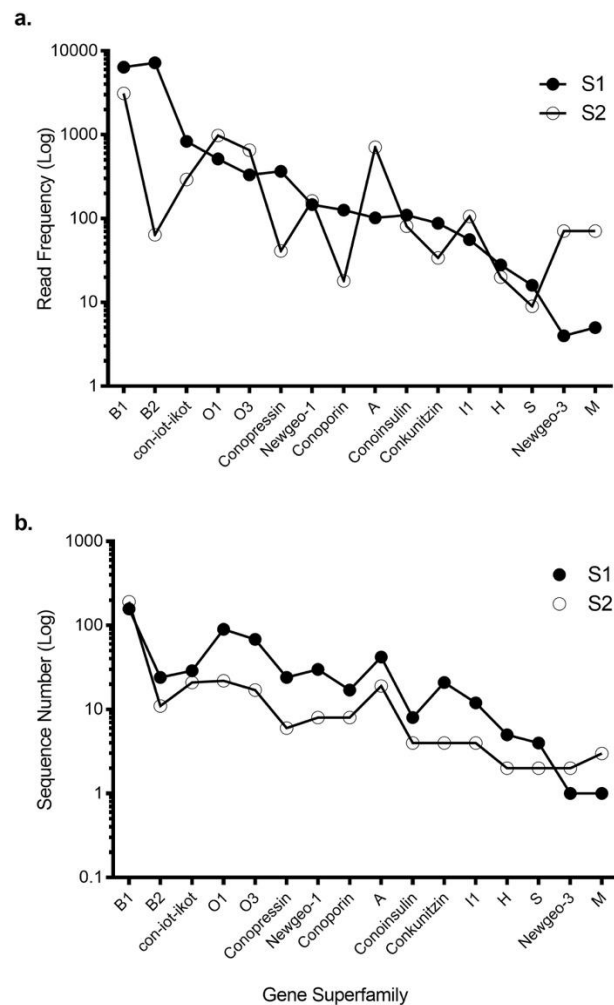 a.
10000
1000
100
10
1
Read Frequency (Log)
S1
S2
B1
B2
con-iot-ikot
O1
O3
Conopressin
Newgeo-1
Conoporin
A
Conoinsulin
Conkunitzin
I1
H
S
Newgeo-3
M
b.
1000
100
10
1
0.1
Sequence Number (Log)
S1
S2
B1
B2
con-iot-ikot
O1
O3
Conopressin
Newgeo-1
Conoporin
A
Conoinsulin
Conkunitzin
I1
H
S
Newgeo-3
M
Gene Superfamily